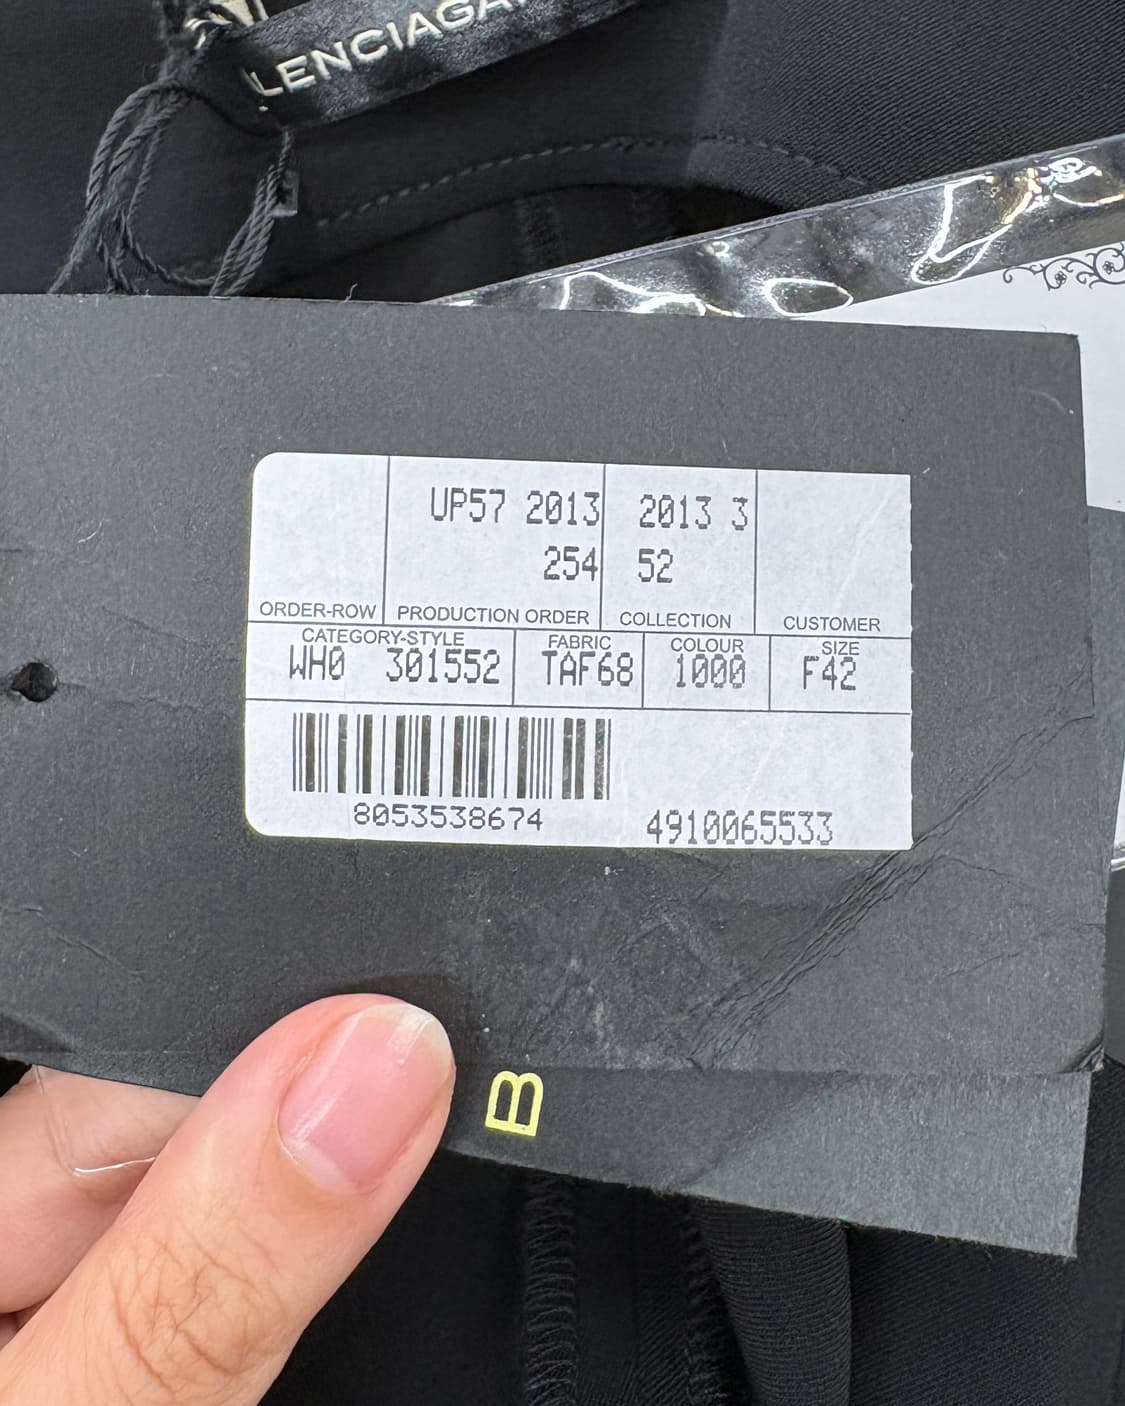 LENCIAGA
UP57 2013
254
2013 3
52
ORDER-ROW
PRODUCTION ORDER
COLLECTION
CUSTOMER
CATEGORY-STYLE
FABRIC
COLOUR
SIZE
WH0 301552
TAF68
1000
F42
8053538674
4910065533
B